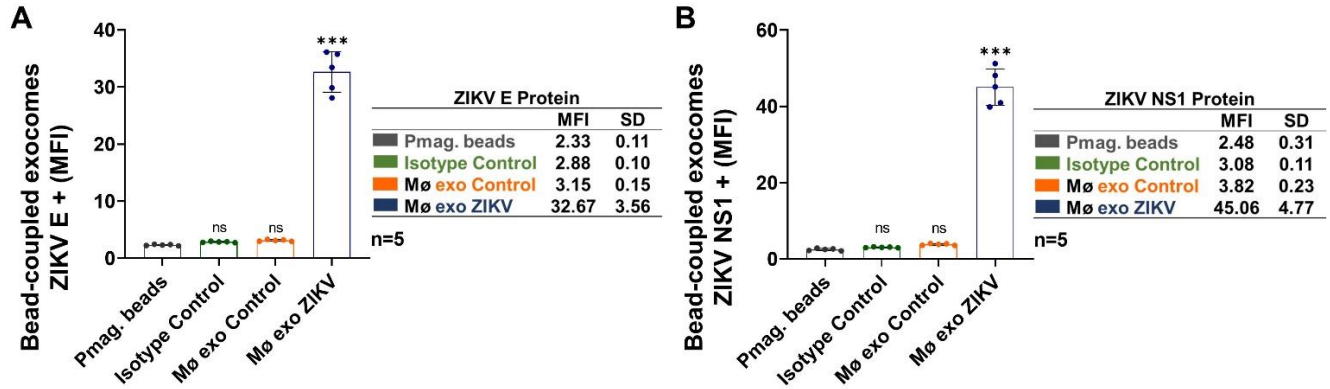 A
Bead-coupled exocomes
ZIKV E + (MFI)
40
30
20
10
0
ns
ns
***
Pmag. beads
Isotype Control
Mø exo Control
Mø exo ZIKV
ZIKV E Protein
MFI SD
Pmag. beads 2.33 0.11
Isotype Control 2.88 0.10
Mø exo Control 3.15 0.15
Mø exo ZIKV 32.67 3.56
n=5
B
Bead-coupled exocomes
ZIKV NS1 + (MFI)
60
40
20
0
ns
ns
***
Pmag. beads
Isotype Control
Mø exo Control
Mø exo ZIKV
ZIKV NS1 Protein
MFI SD
Pmag. beads 2.48 0.31
Isotype Control 3.08 0.11
Mø exo Control 3.82 0.23
Mø exo ZIKV 45.06 4.77
n=5